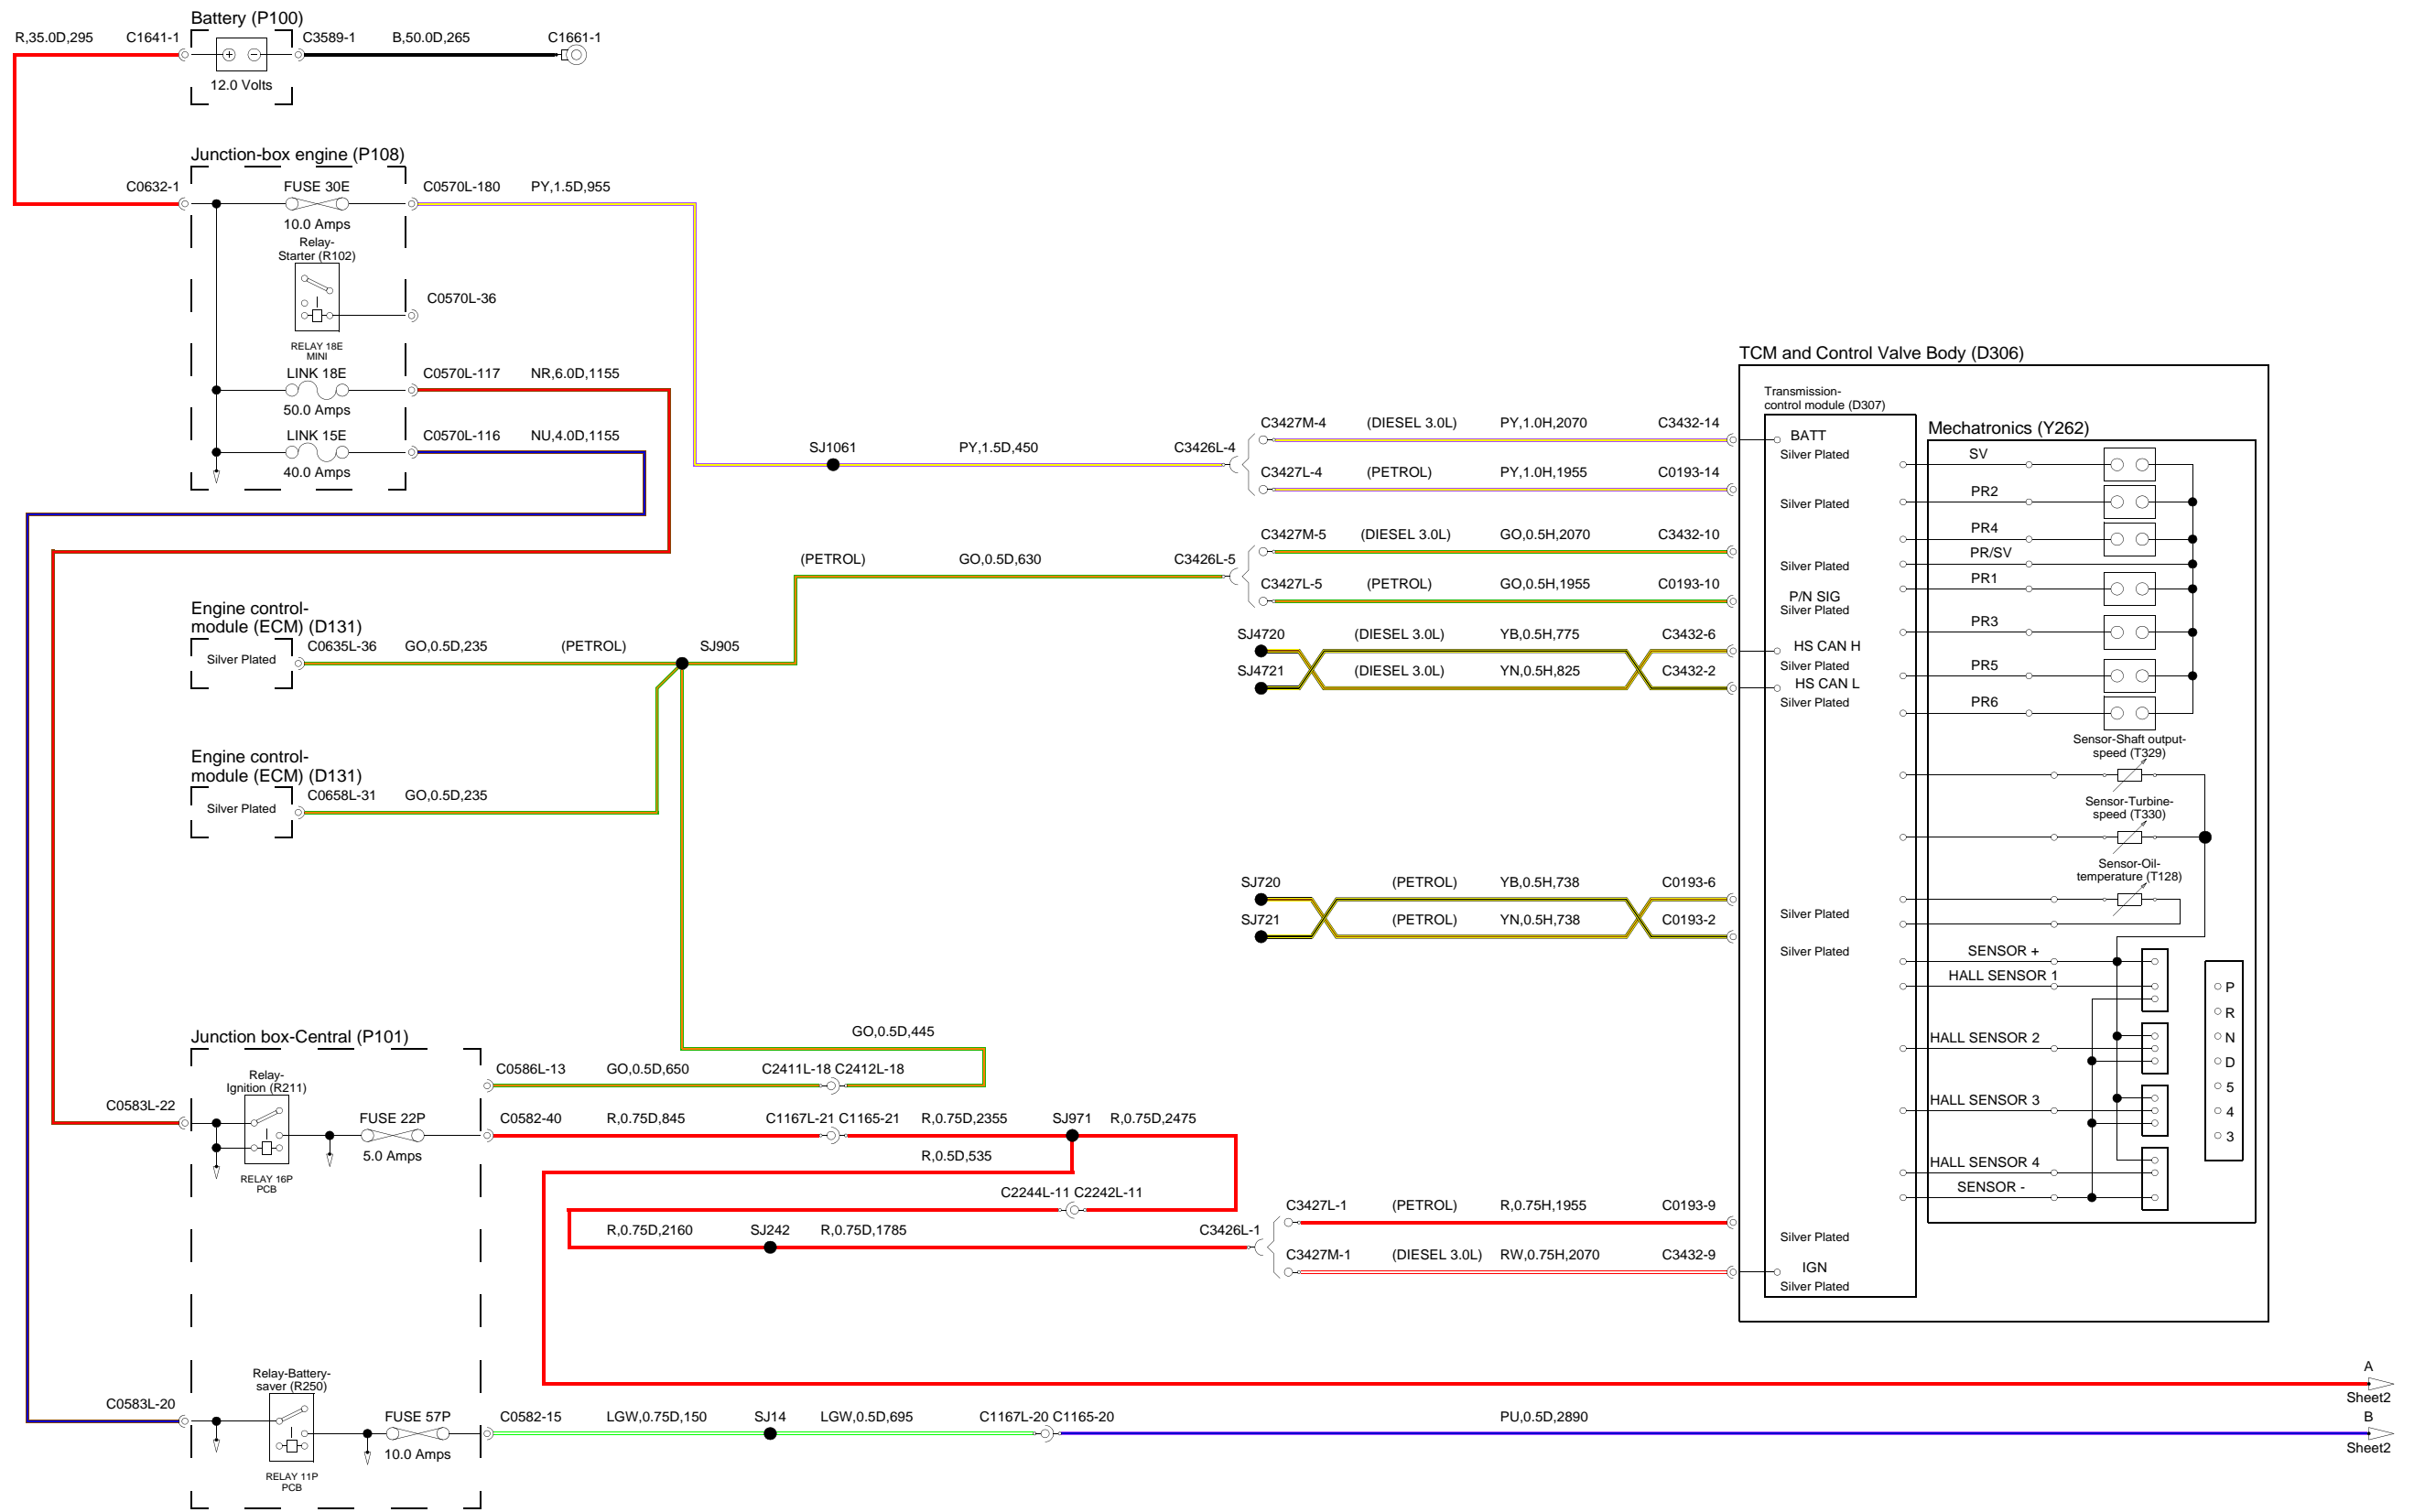 Battery (P100)
R,35.0D,295
C1641-1
C3589-1
B,50.0D,265
C1661-1
12.0 Volts
Junction-box engine (P108)
C0632-1
FUSE 30E
C0570L-180
PY,1.5D,955
10.0 Amps
Relay-
Starter (R102)
C0570L-36
RELAY 18E
MINI
LINK 18E
C0570L-117
NR,6.0D,1155
50.0 Amps
LINK 15E
C0570L-116
NU,4.0D,1155
40.0 Amps
SJ1061
PY,1.5D,450
C3426L-4
C3427M-4
(DIESEL 3.0L)
PY,1.0H,2070
C3432-14
C3427L-4
(PETROL)
PY,1.0H,1955
C0193-14
(PETROL)
GO,0.5D,630
C3426L-5
C3427M-5
(DIESEL 3.0L)
GO,0.5H,2070
C3432-10
C3427L-5
(PETROL)
GO,0.5H,1955
C0193-10
Engine control-
module (ECM) (D131)
Silver Plated
C0635L-36
GO,0.5D,235
(PETROL)
SJ905
SJ4720
(DIESEL 3.0L)
YB,0.5H,775
C3432-6
SJ4721
(DIESEL 3.0L)
YN,0.5H,825
C3432-2
Engine control-
module (ECM) (D131)
Silver Plated
C0658L-31
GO,0.5D,235
SJ720
(PETROL)
YB,0.5H,738
C0193-6
SJ721
(PETROL)
YN,0.5H,738
C0193-2
TCM and Control Valve Body (D306)
Transmission-
control module (D307)
BATT
Silver Plated
Silver Plated
Silver Plated
P/N SIG
Silver Plated
HS CAN H
Silver Plated
HS CAN L
Silver Plated
Silver Plated
Silver Plated
Silver Plated
IGN
Silver Plated
Mechatronics (Y262)
SV
PR2
PR4
PR/SV
PR1
PR3
PR5
PR6
Sensor-Shaft output-
speed (T329)
Sensor-Turbine-
speed (T330)
Sensor-Oil-
temperature (T128)
SENSOR +
HALL SENSOR 1
HALL SENSOR 2
HALL SENSOR 3
HALL SENSOR 4
SENSOR -
P
R
N
D
5
4
3
Junction box-Central (P101)
GO,0.5D,445
C0586L-13
GO,0.5D,650
C2411L-18 C2412L-18
Relay-
Ignition (R211)
C0583L-22
FUSE 22P
C0582-40
R,0.75D,845
C1167L-21 C1165-21
R,0.75D,2355
SJ971
R,0.75D,2475
5.0 Amps
R,0.5D,535
RELAY 16P
PCB
C2244L-11 C2242L-11
R,0.75D,2160
SJ242
R,0.75D,1785
C3426L-1
C3427L-1
(PETROL)
R,0.75H,1955
C0193-9
C3427M-1
(DIESEL 3.0L)
RW,0.75H,2070
C3432-9
Relay-Battery-
saver (R250)
C0583L-20
FUSE 57P
C0582-15
LGW,0.75D,150
SJ14
LGW,0.5D,695
C1167L-20 C1165-20
PU,0.5D,2890
10.0 Amps
RELAY 11P
PCB
A
Sheet2
B
Sheet2